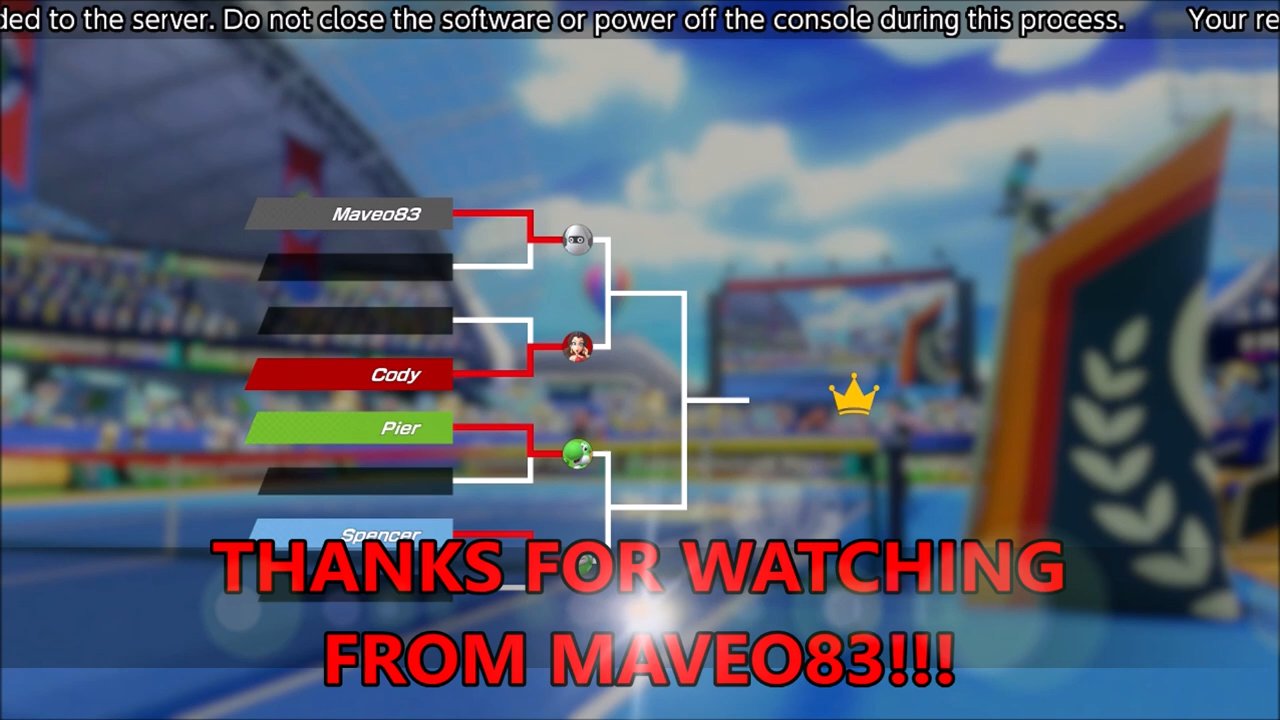 ded to the server. Do not close the software or power off the console during this process. Your re
Maveo83
Cody
Pier
Spencer
THANKS FOR WATCHING
FROM MAVEO83!!!